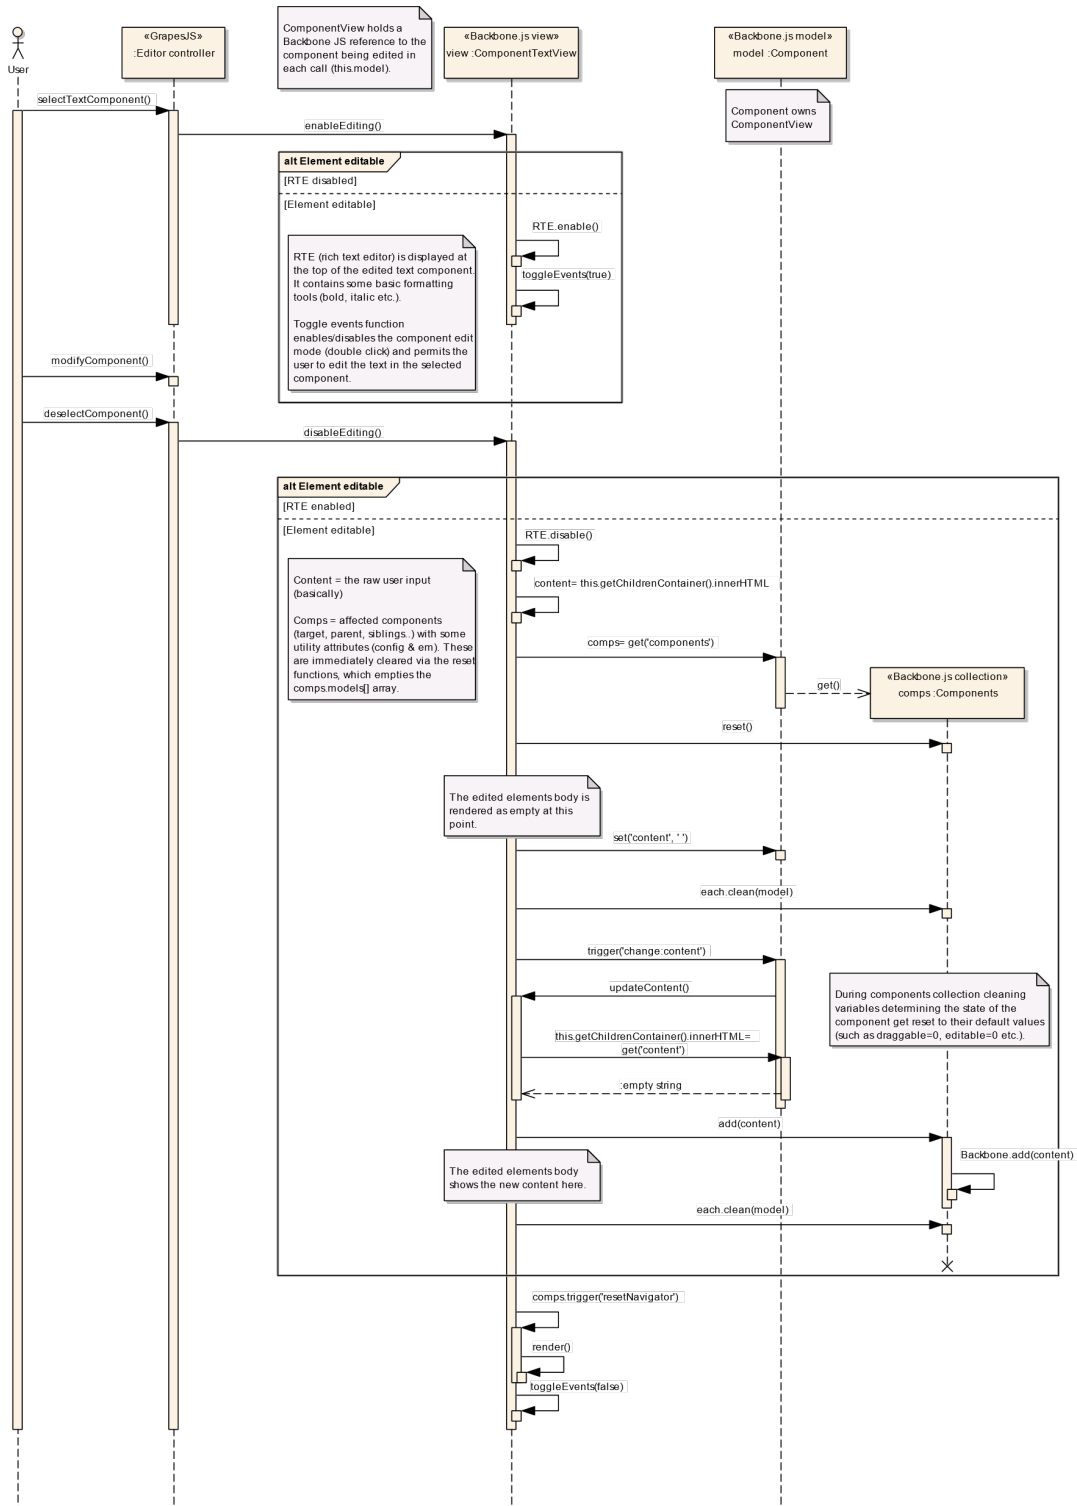 User
«GrapesJS»
:Editor controller
ComponentView holds a
Backbone JS reference to the
component being edited in
each call (this.model).
«Backbone.js view»
view :ComponentTextView
«Backbone.js model»
model :Component
Component owns
ComponentView
selectTextComponent()
enableEditing()
alt Element editable
[RTE disabled]
[Element editable]
RTE.enable()
RTE (rich text editor) is displayed at
the top of the edited text component.
It contains some basic formatting
tools (bold, italic etc.).
Toggle events function
enables/disables the component edit
mode (double click) and permits the
user to edit the text in the selected
component.
toggleEvents(true)
modifyComponent()
deselectComponent()
disableEditing()
alt Element editable
[RTE enabled]
[Element editable]
RTE.disable()
Content = the raw user input
(basically)
Comps = affected components
(target, parent, siblings..) with some
utility attributes (config & em). These
are immediately cleared via the reset
functions, which empties the
comps.models[] array.
content= this.getChildrenContainer().innerHTML
comps= get('components')
get()
«Backbone.js collection»
comps :Components
reset()
The edited elements body is
rendered as empty at this
point.
set('content', ' ')
each.clean(model)
trigger('change:content')
updateContent()
During components collection cleaning
variables determining the state of the
component get reset to their default values
(such as draggable=0, editable=0 etc.).
this.getChildrenContainer().innerHTML=
get('content')
:empty string
add(content)
Backbone.add(content)
The edited elements body
shows the new content here.
each.clean(model)
comps.trigger('resetNavigator')
render()
toggleEvents(false)